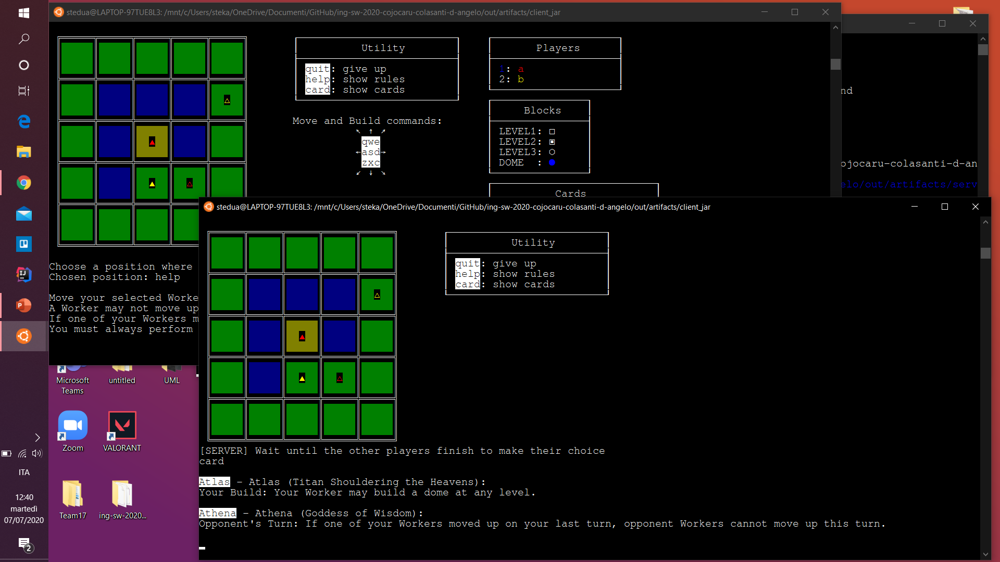 stedua@LAPTOP-97TUE8L3: /mnt/c/Users/steka/OneDrive/Documenti/GitHub/ing-sw-2020-cojocaru-colasanti-d-angelo/out/artifacts/client_jar
Utility
quit: give up
help: show rules
card: show cards
Players
1: a
2: b
Move and Build commands:
↖ ↑ ↗
qwe
←asd→
zxc
↙ ↓ ↘
Blocks
LEVEL1: □
LEVEL2: ▣
LEVEL3: ⬡
DOME : ●
Cards
Choose a position where
Chosen position: help
Move your selected Worke
A Worker may not move up
If one of your Workers m
You must always perform
nd
ojocaru-colasanti-d-an
elo/out/artifacts/serv
stedua@LAPTOP-97TUE8L3: /mnt/c/Users/steka/OneDrive/Documenti/GitHub/ing-sw-2020-cojocaru-colasanti-d-angelo/out/artifacts/client_jar
Utility
quit: give up
help: show rules
card: show cards
[SERVER] Wait until the other players finish to make their choice
card
Atlas - Atlas (Titan Shouldering the Heavens):
Your Build: Your Worker may build a dome at any level.
Athena - Athena (Goddess of Wisdom):
Opponent's Turn: If one of your Workers moved up on your last turn, opponent Workers cannot move up this turn.
Microsoft
Teams
untitled
UML
Zoom
VALORANT
Team17
ing-sw-2020...
ITA
12:40
martedì
07/07/2020
2